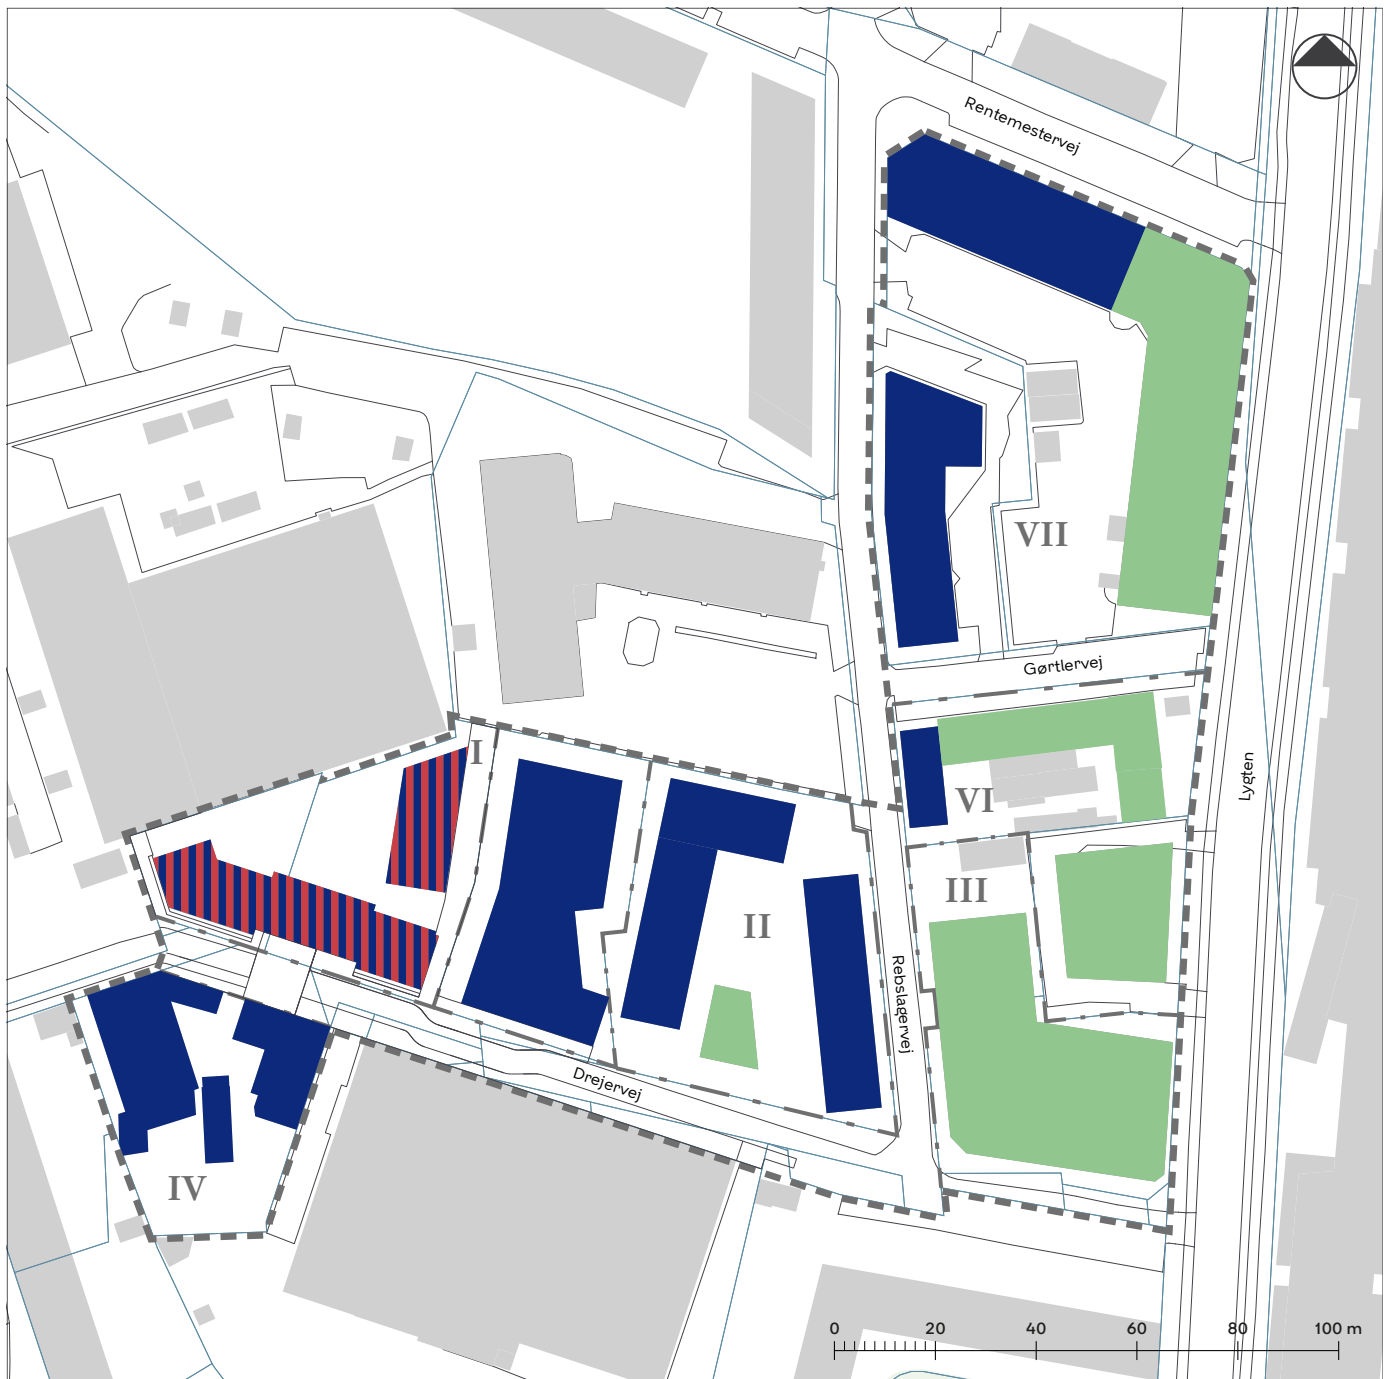 Rentemestervej
VII
Gørtlervej
I
Lygten
VI
III
II
Rebslagervej
Drejervej
IV
0 20 40 60 80 100 m